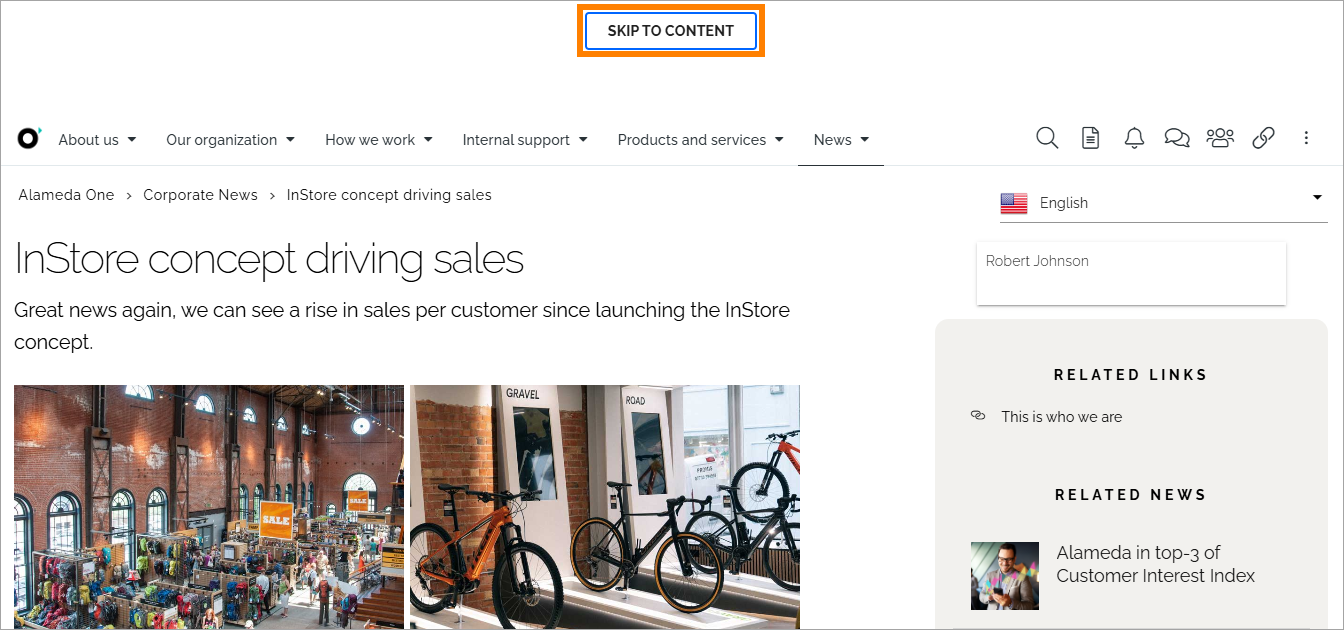 SKIP TO CONTENT
About us Our organization How we work Internal support Products and services News
Alameda One › Corporate News › InStore concept driving sales
English
InStore concept driving sales
Robert Johnson
Great news again, we can see a rise in sales per customer since launching the InStore
concept.
RELATED LINKS
This is who we are
RELATED NEWS
Alameda in top-3 of
Customer Interest Index
GRAVEL
ROAD
SALE
SALE